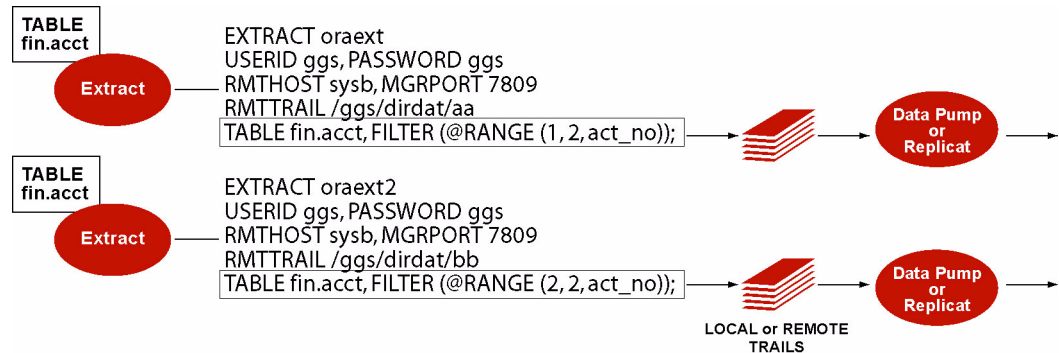 TABLE
fin.acct
Extract
EXTRACT oraext
USERID ggs, PASSWORD ggs
RMTHOST sysb, MGRPORT 7809
RMTTRAIL /ggs/dirdat/aa
TABLE fin.acct, FILTER (@RANGE (1, 2, act_no));
Data Pump
or
Replicat
TABLE
fin.acct
Extract
EXTRACT oraext2
USERID ggs, PASSWORD ggs
RMTHOST sysb, MGRPORT 7809
RMTTRAIL /ggs/dirdat/bb
TABLE fin.acct, FILTER (@RANGE (2, 2, act_no));
Data Pump
or
Replicat
LOCAL or REMOTE
TRAILS